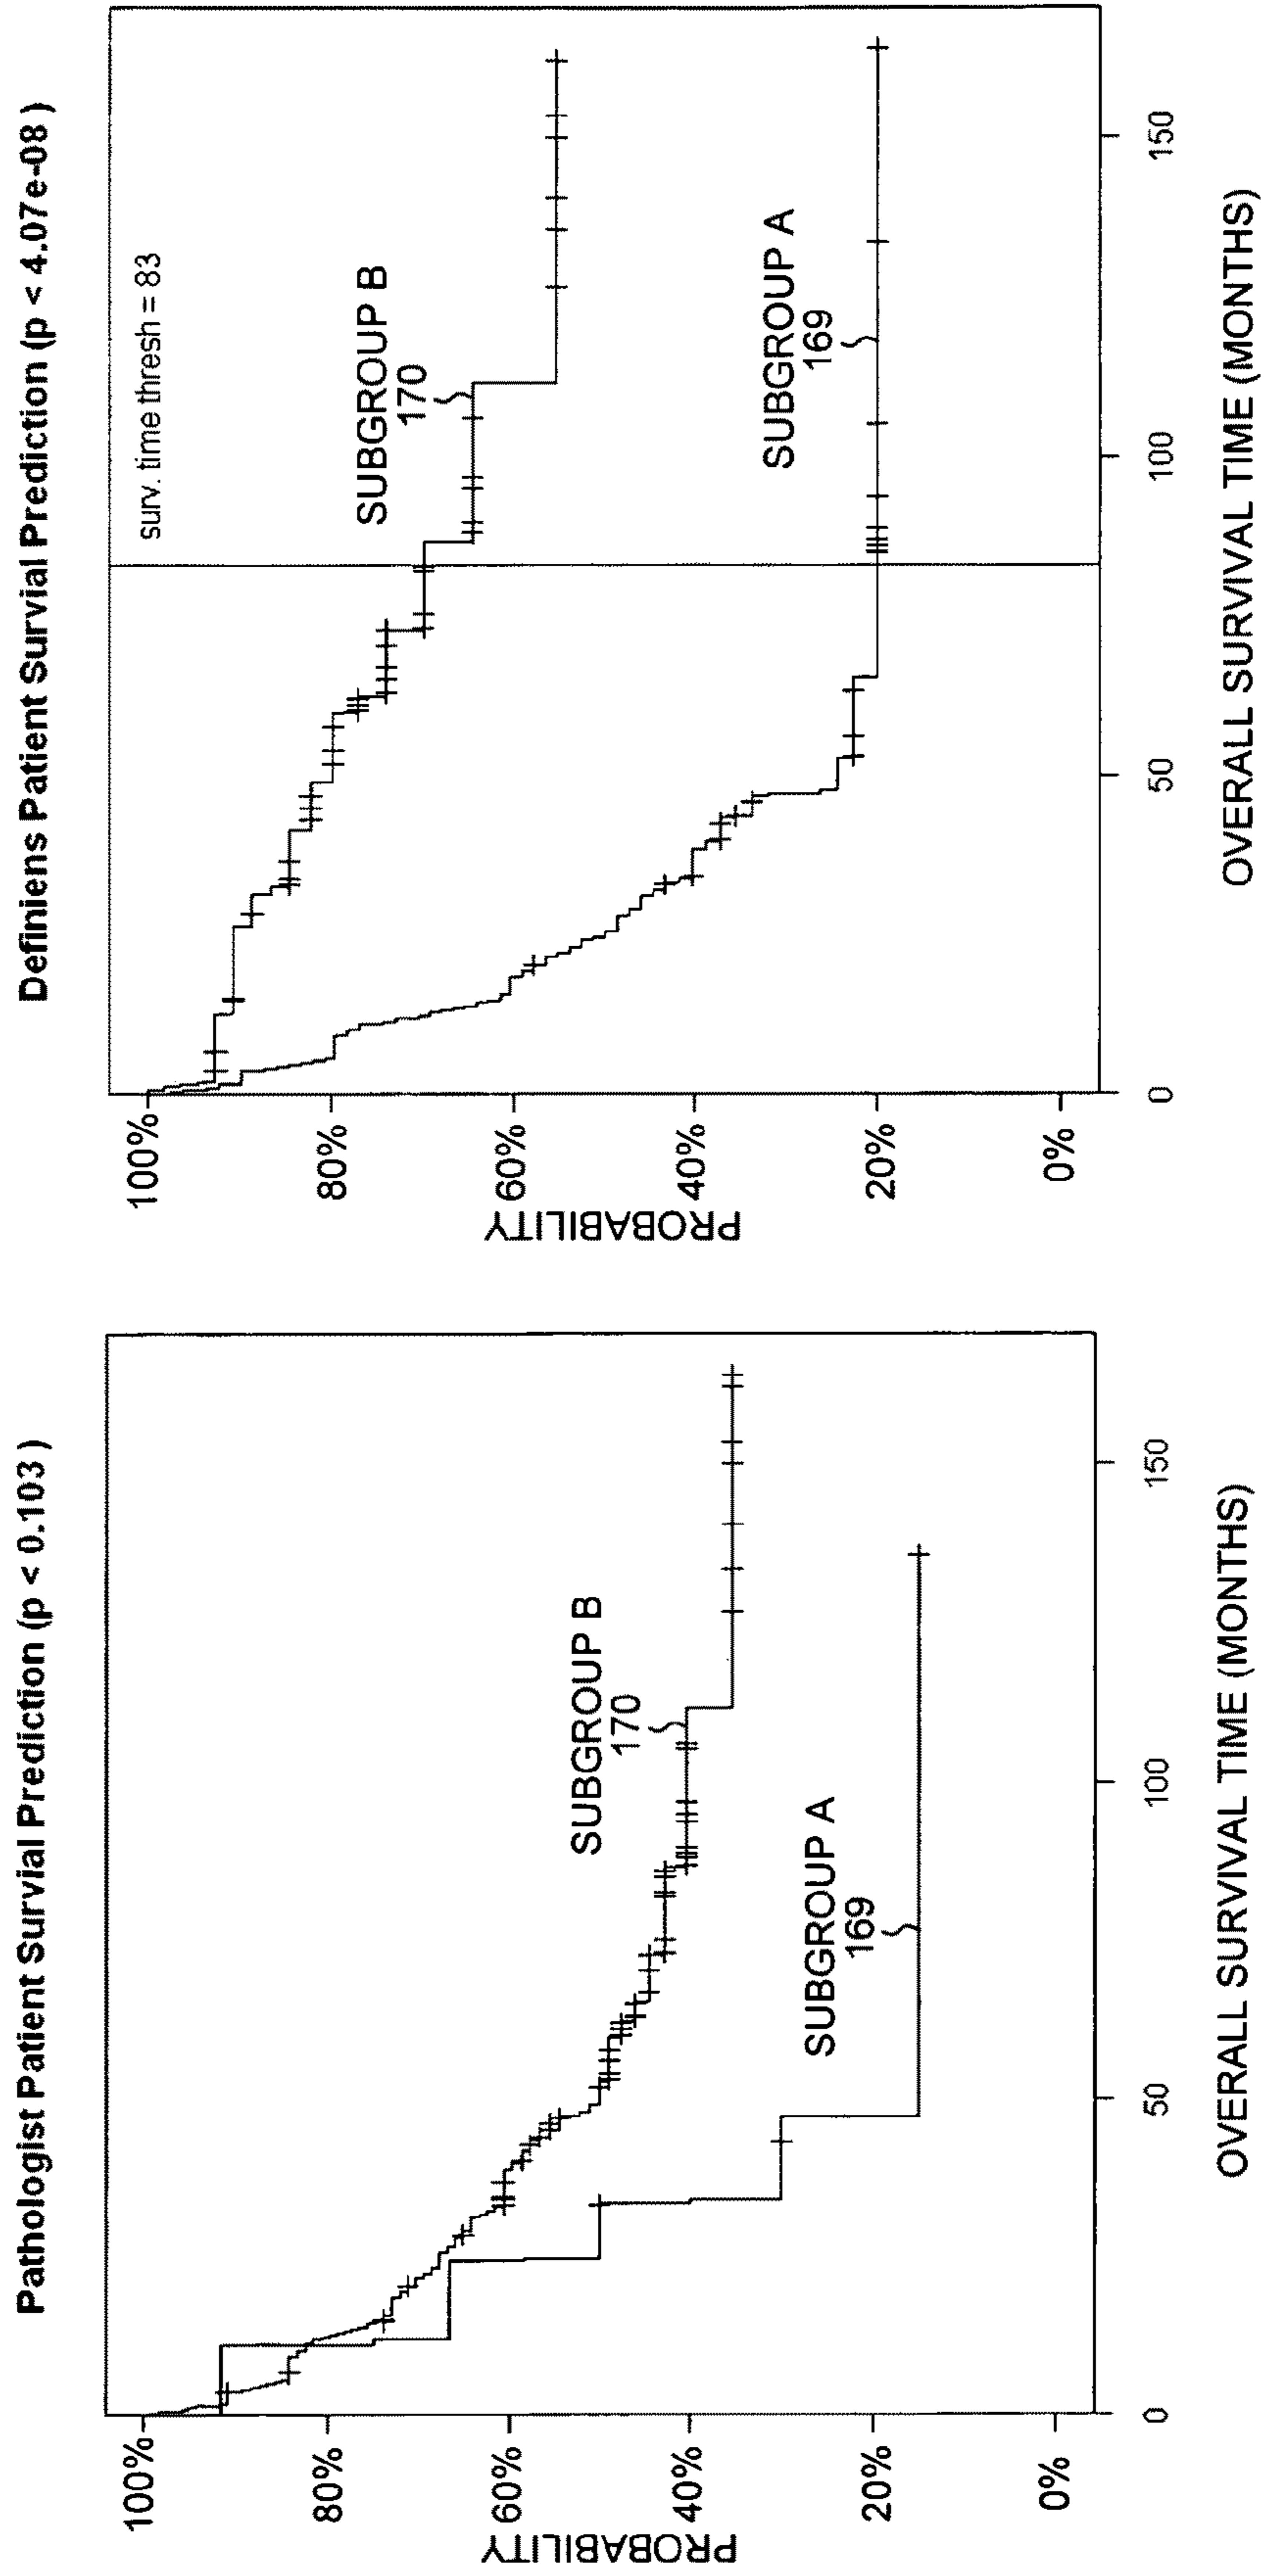 Pathologist Patient Survial Prediction (p < 0.103 )
PROBABILITY
100%
80%
60%
40%
20%
0%
SUBGROUP B
170
SUBGROUP A
169
0
50
100
150
OVERALL SURVIVAL TIME (MONTHS)
Definiens Patient Survial Prediction (p < 4.07e-08 )
surv. time thresh = 83
PROBABILITY
100%
80%
60%
40%
20%
0%
SUBGROUP B
170
SUBGROUP A
169
0
50
100
150
OVERALL SURVIVAL TIME (MONTHS)